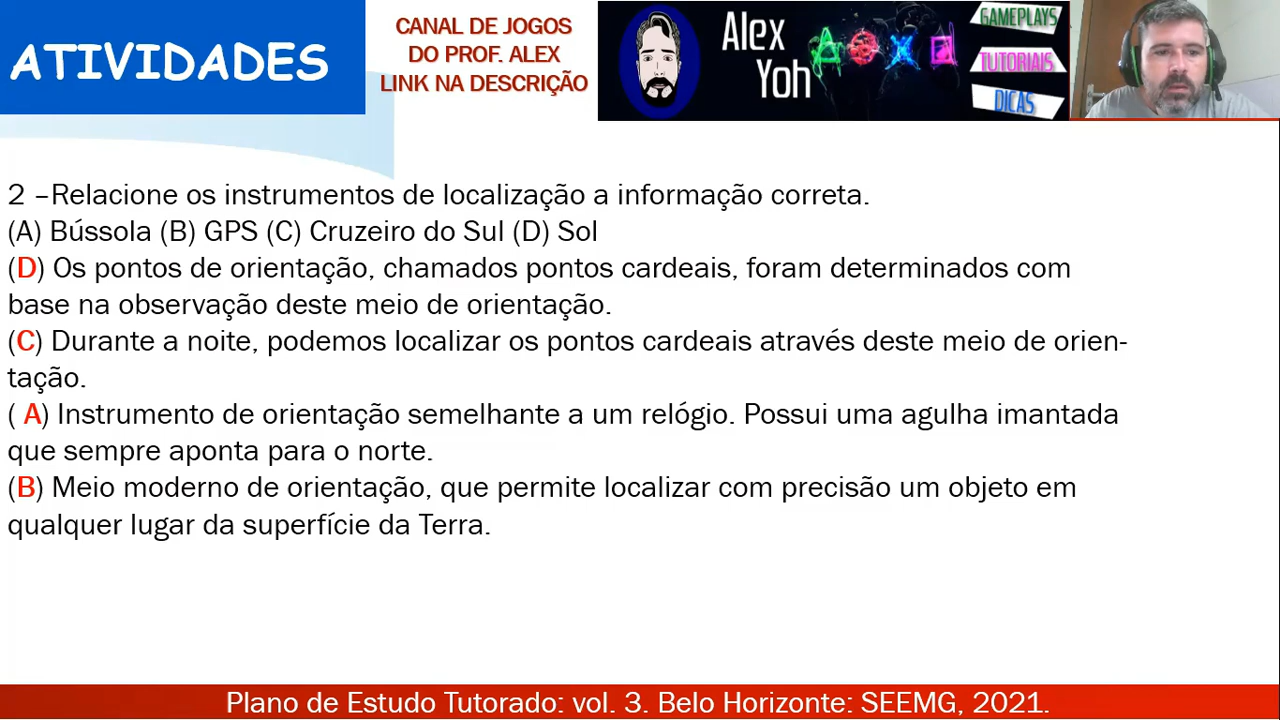 ATIVIDADES
CANAL DE JOGOS
DO PROF. ALEX
LINK NA DESCRIÇÃO
Alex
Yoh
GAMEPLAYS
TUTORIAIS
DICAS
2 –Relacione os instrumentos de localização a informação correta.
(A) Bússola (B) GPS (C) Cruzeiro do Sul (D) Sol
(D) Os pontos de orientação, chamados pontos cardeais, foram determinados com
base na observação deste meio de orientação.
(C) Durante a noite, podemos localizar os pontos cardeais através deste meio de orien-
tação.
( A) Instrumento de orientação semelhante a um relógio. Possui uma agulha imantada
que sempre aponta para o norte.
(B) Meio moderno de orientação, que permite localizar com precisão um objeto em
qualquer lugar da superfície da Terra.
Plano de Estudo Tutorado: vol. 3. Belo Horizonte: SEEMG, 2021.